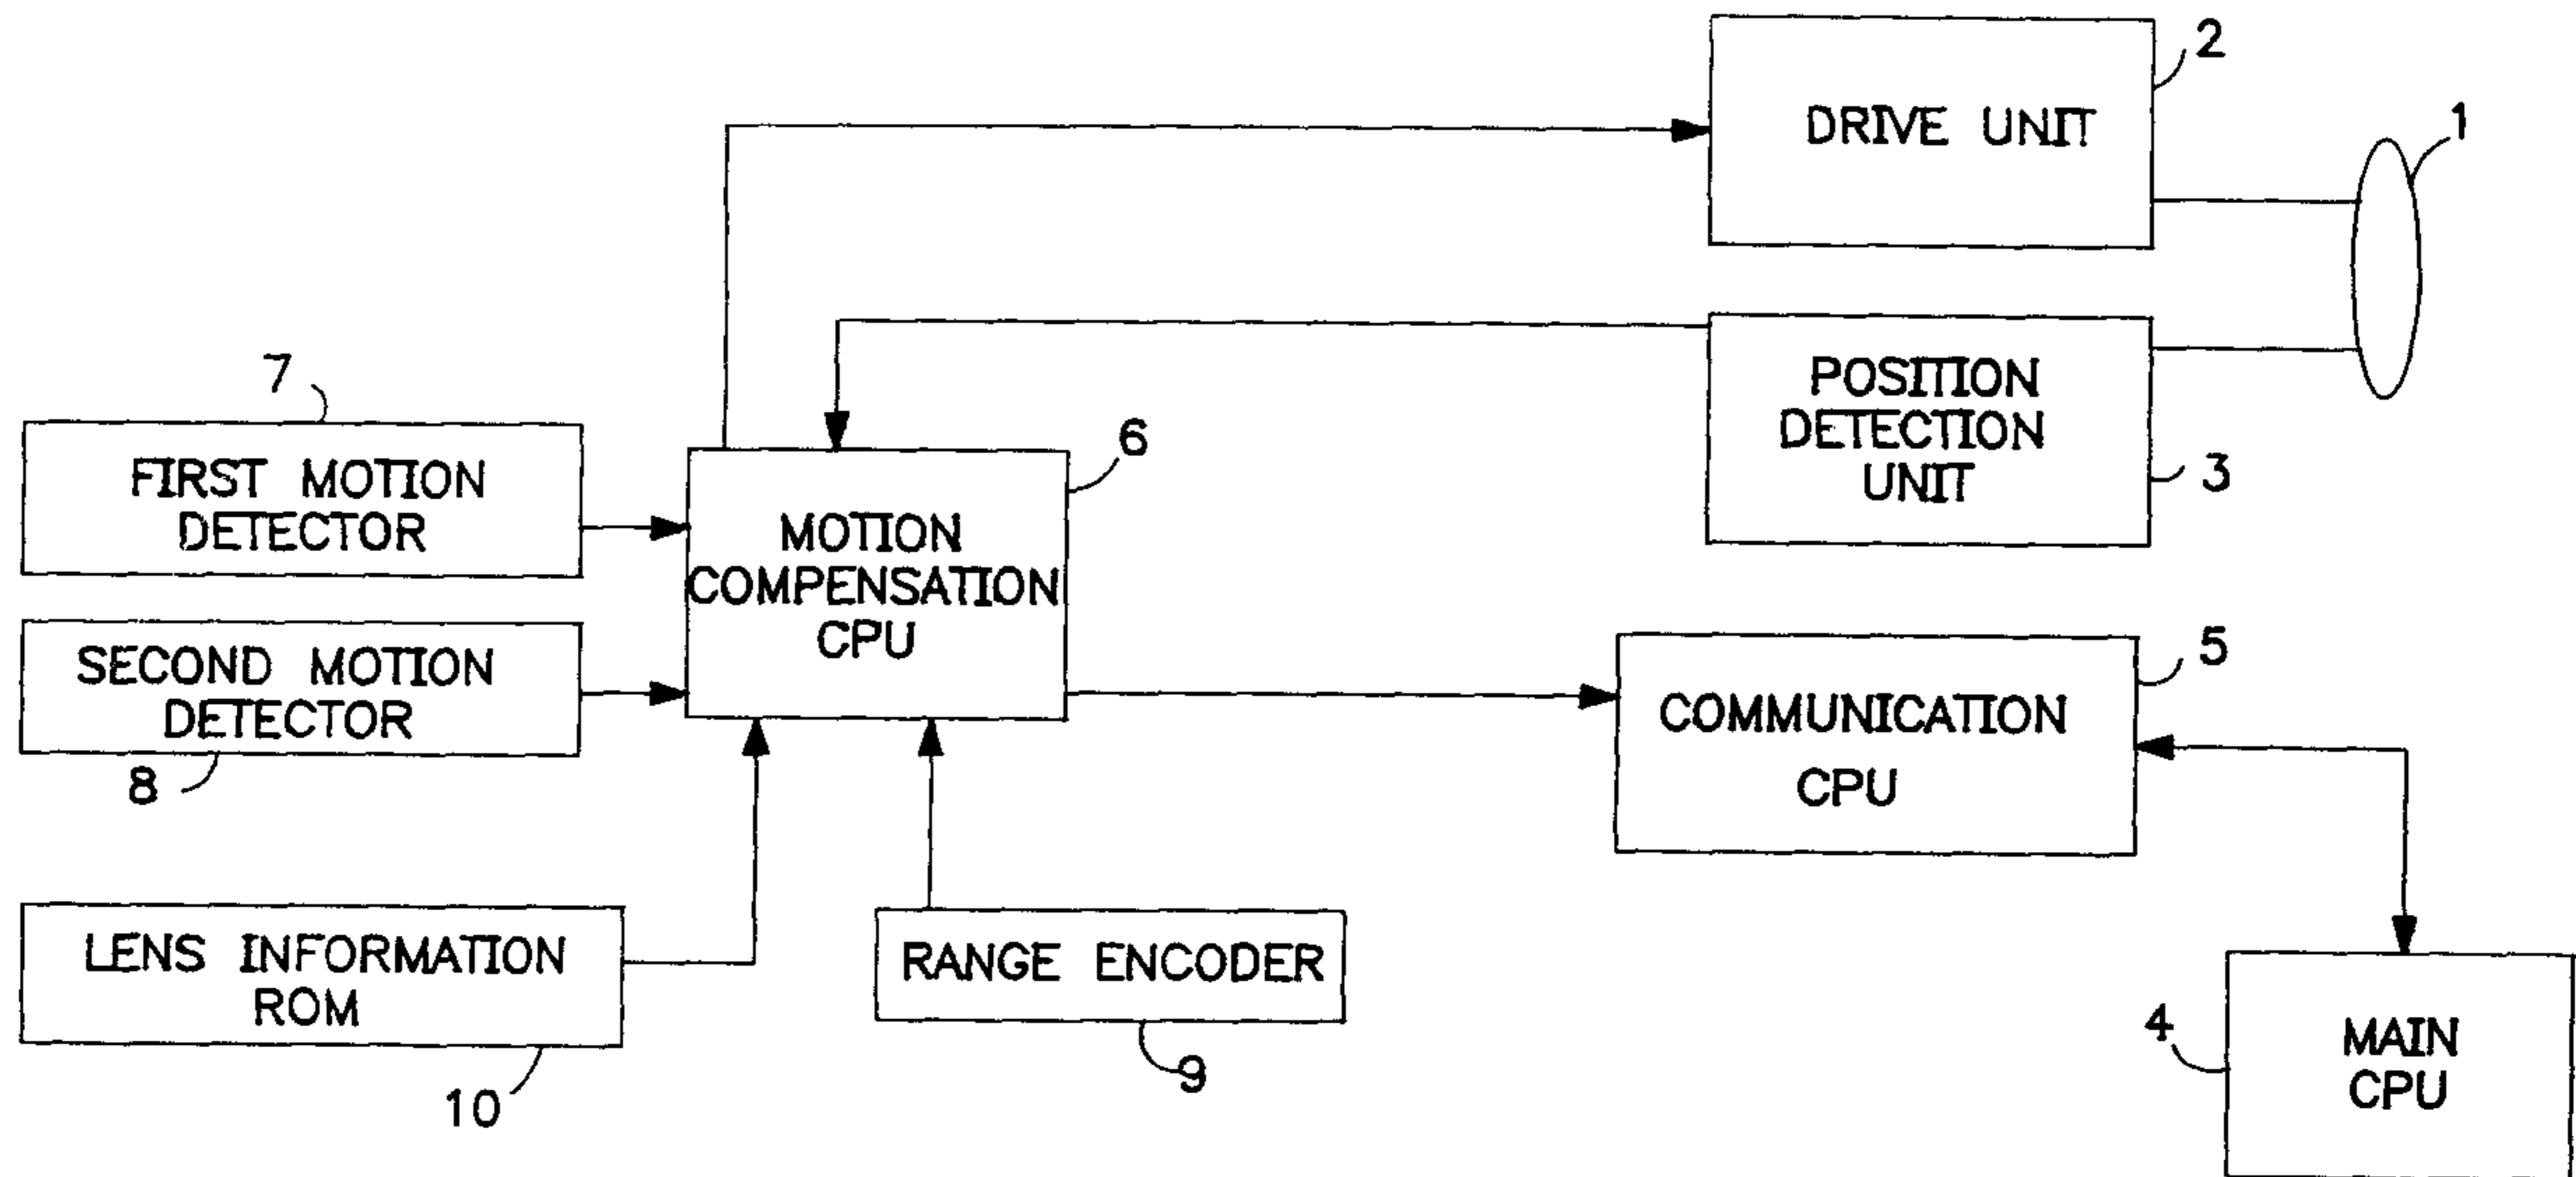 2
DRIVE UNIT
1
POSITION
DETECTION
UNIT
3
7
FIRST MOTION
DETECTOR
6
MOTION
COMPENSATION
CPU
SECOND MOTION
DETECTOR
8
5
COMMUNICATION
CPU
LENS INFORMATION
ROM
10
RANGE ENCODER
9
4
MAIN
CPU